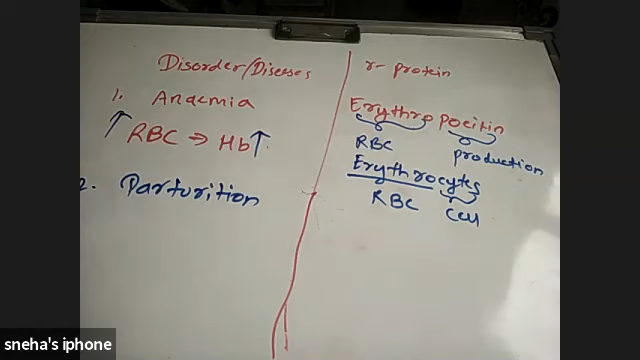 Disorder/Diseases
1. Anaemia
↑ RBC → Hb ↑
2. Parturition
r- protein
Erythropoeitin
RBC production
Erythrocytes
RBC Cell
sneha's iphone